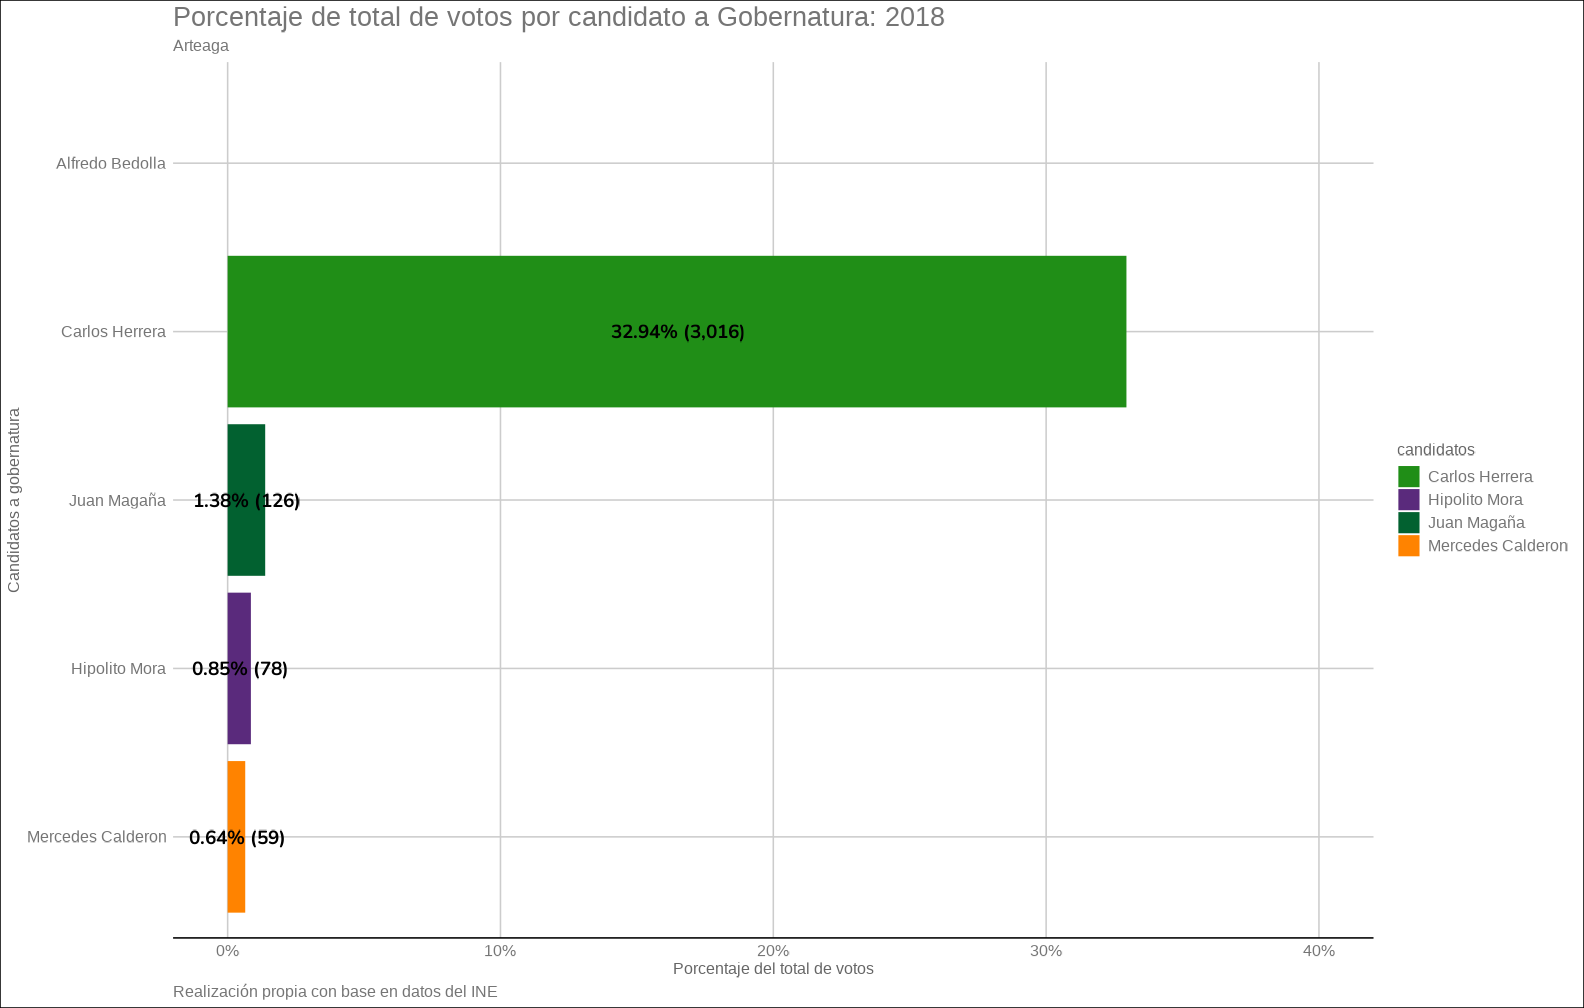 Porcentaje de total de votos por candidato a Gobernatura: 2018
Arteaga
Candidatos a gobernatura
Alfredo Bedolla
Carlos Herrera
32.94% (3,016)
Juan Magaña
1.38% (126)
Hipolito Mora
0.85% (78)
Mercedes Calderon
0.64% (59)
0%
10%
20%
30%
40%
Porcentaje del total de votos
candidatos
Carlos Herrera
Hipolito Mora
Juan Magaña
Mercedes Calderon
Realización propia con base en datos del INE